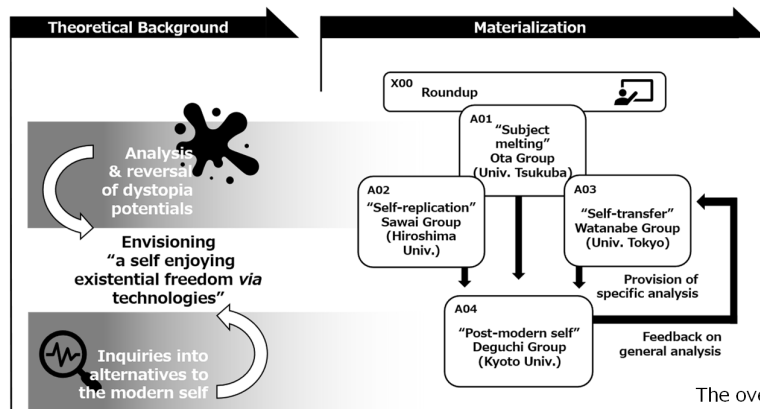 Theoretical Background
Materialization
X00
Roundup
A01
"Subject
melting"
Ota Group
(Univ. Tsukuba)
A02
"Self-replication"
Sawai Group
(Hiroshima
Univ.)
A03
"Self-transfer"
Watanabe Group
(Univ. Tokyo)
Analysis
& reversal
of dystopia
potentials
Envisioning
"a self enjoying
existential freedom via
technologies"
Inquiries into
alternatives to
the modern self
Provision of
specific analysis
A04
"Post-modern self"
Deguchi Group
(Kyoto Univ.)
Feedback on
general analysis
The ove